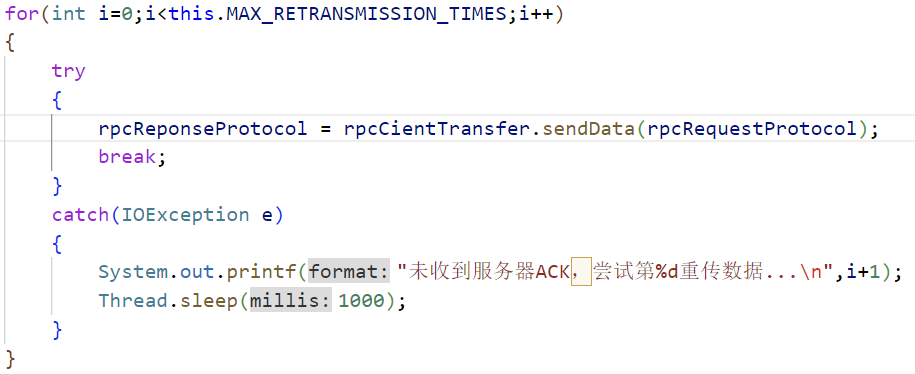 for(int i=0;i<this.MAX_RETRANSMISSION_TIMES;i++)
{
try
{
rpcReponseProtocol = rpcCientTransfer.sendData(rpcRequestProtocol);
break;
}
catch(IOException e)
{
System.out.printf(format: "未收到服务器ACK，尝试第%d重传数据...\n",i+1);
Thread.sleep(millis: 1000);
}
}